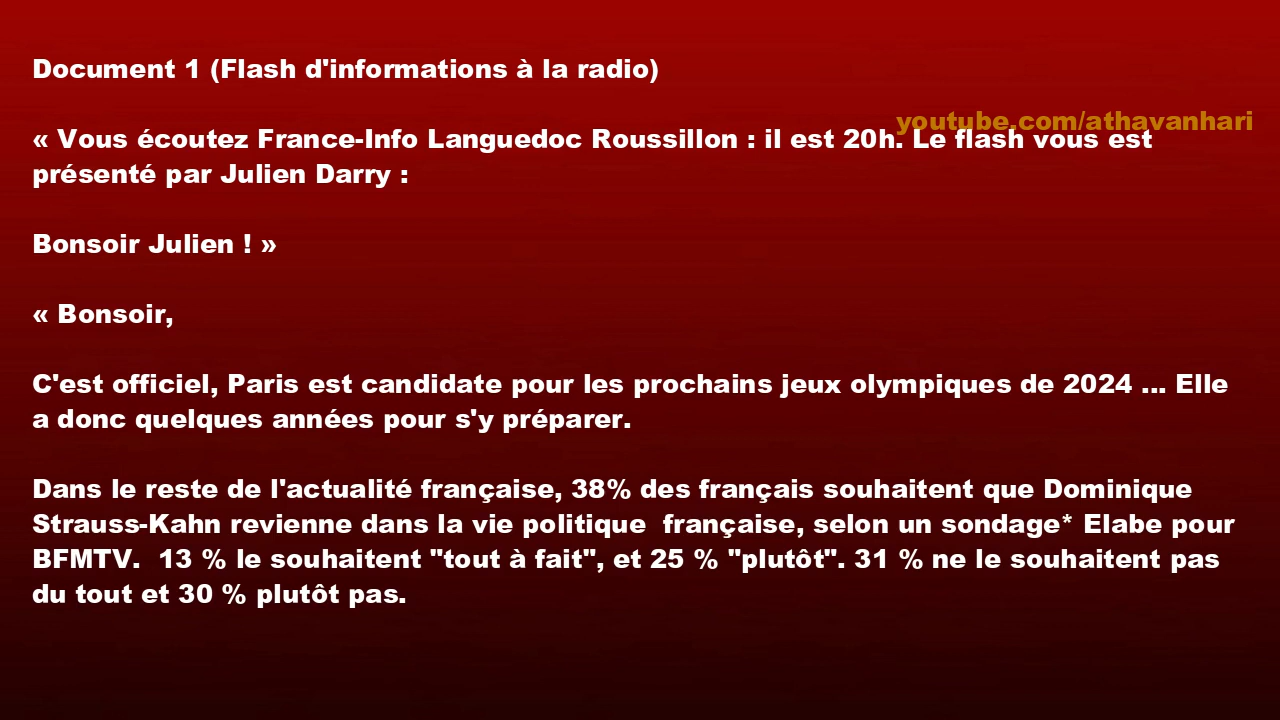 Document 1 (Flash d'informations à la radio)
youtube.com/athavanhari
« Vous écoutez France-Info Languedoc Roussillon : il est 20h. Le flash vous est
présenté par Julien Darry :
Bonsoir Julien ! »
« Bonsoir,
C'est officiel, Paris est candidate pour les prochains jeux olympiques de 2024 ... Elle
a donc quelques années pour s'y préparer.
Dans le reste de l'actualité française, 38% des français souhaitent que Dominique
Strauss-Kahn revienne dans la vie politique  française, selon un sondage* Elabe pour
BFMTV.  13 % le souhaitent "tout à fait", et 25 % "plutôt". 31 % ne le souhaitent pas
du tout et 30 % plutôt pas.